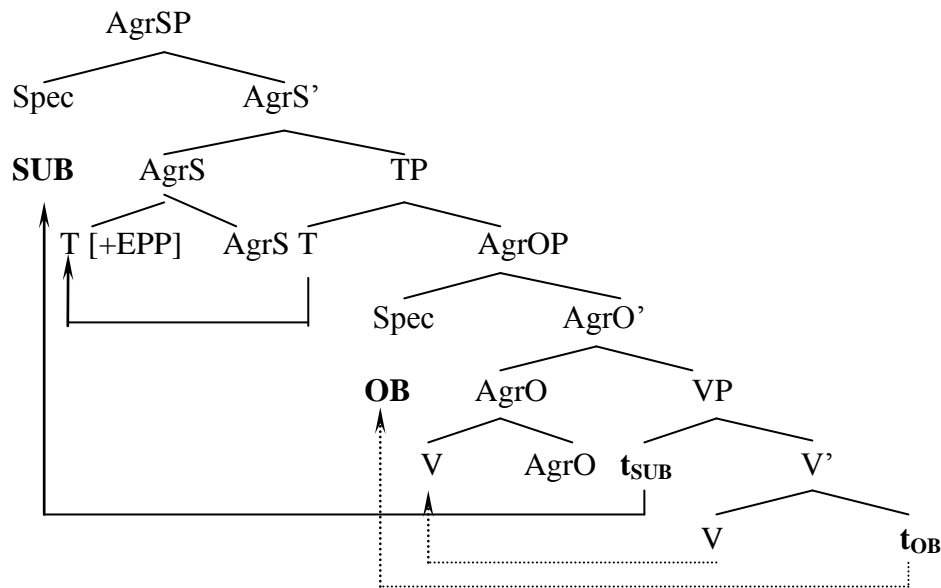 AgrSP
Spec AgrS’
SUB AgrS TP
T [+EPP] AgrS T AgrOP
Spec AgrO’
OB AgrO VP
V AgrO tSUB V’
V tOB